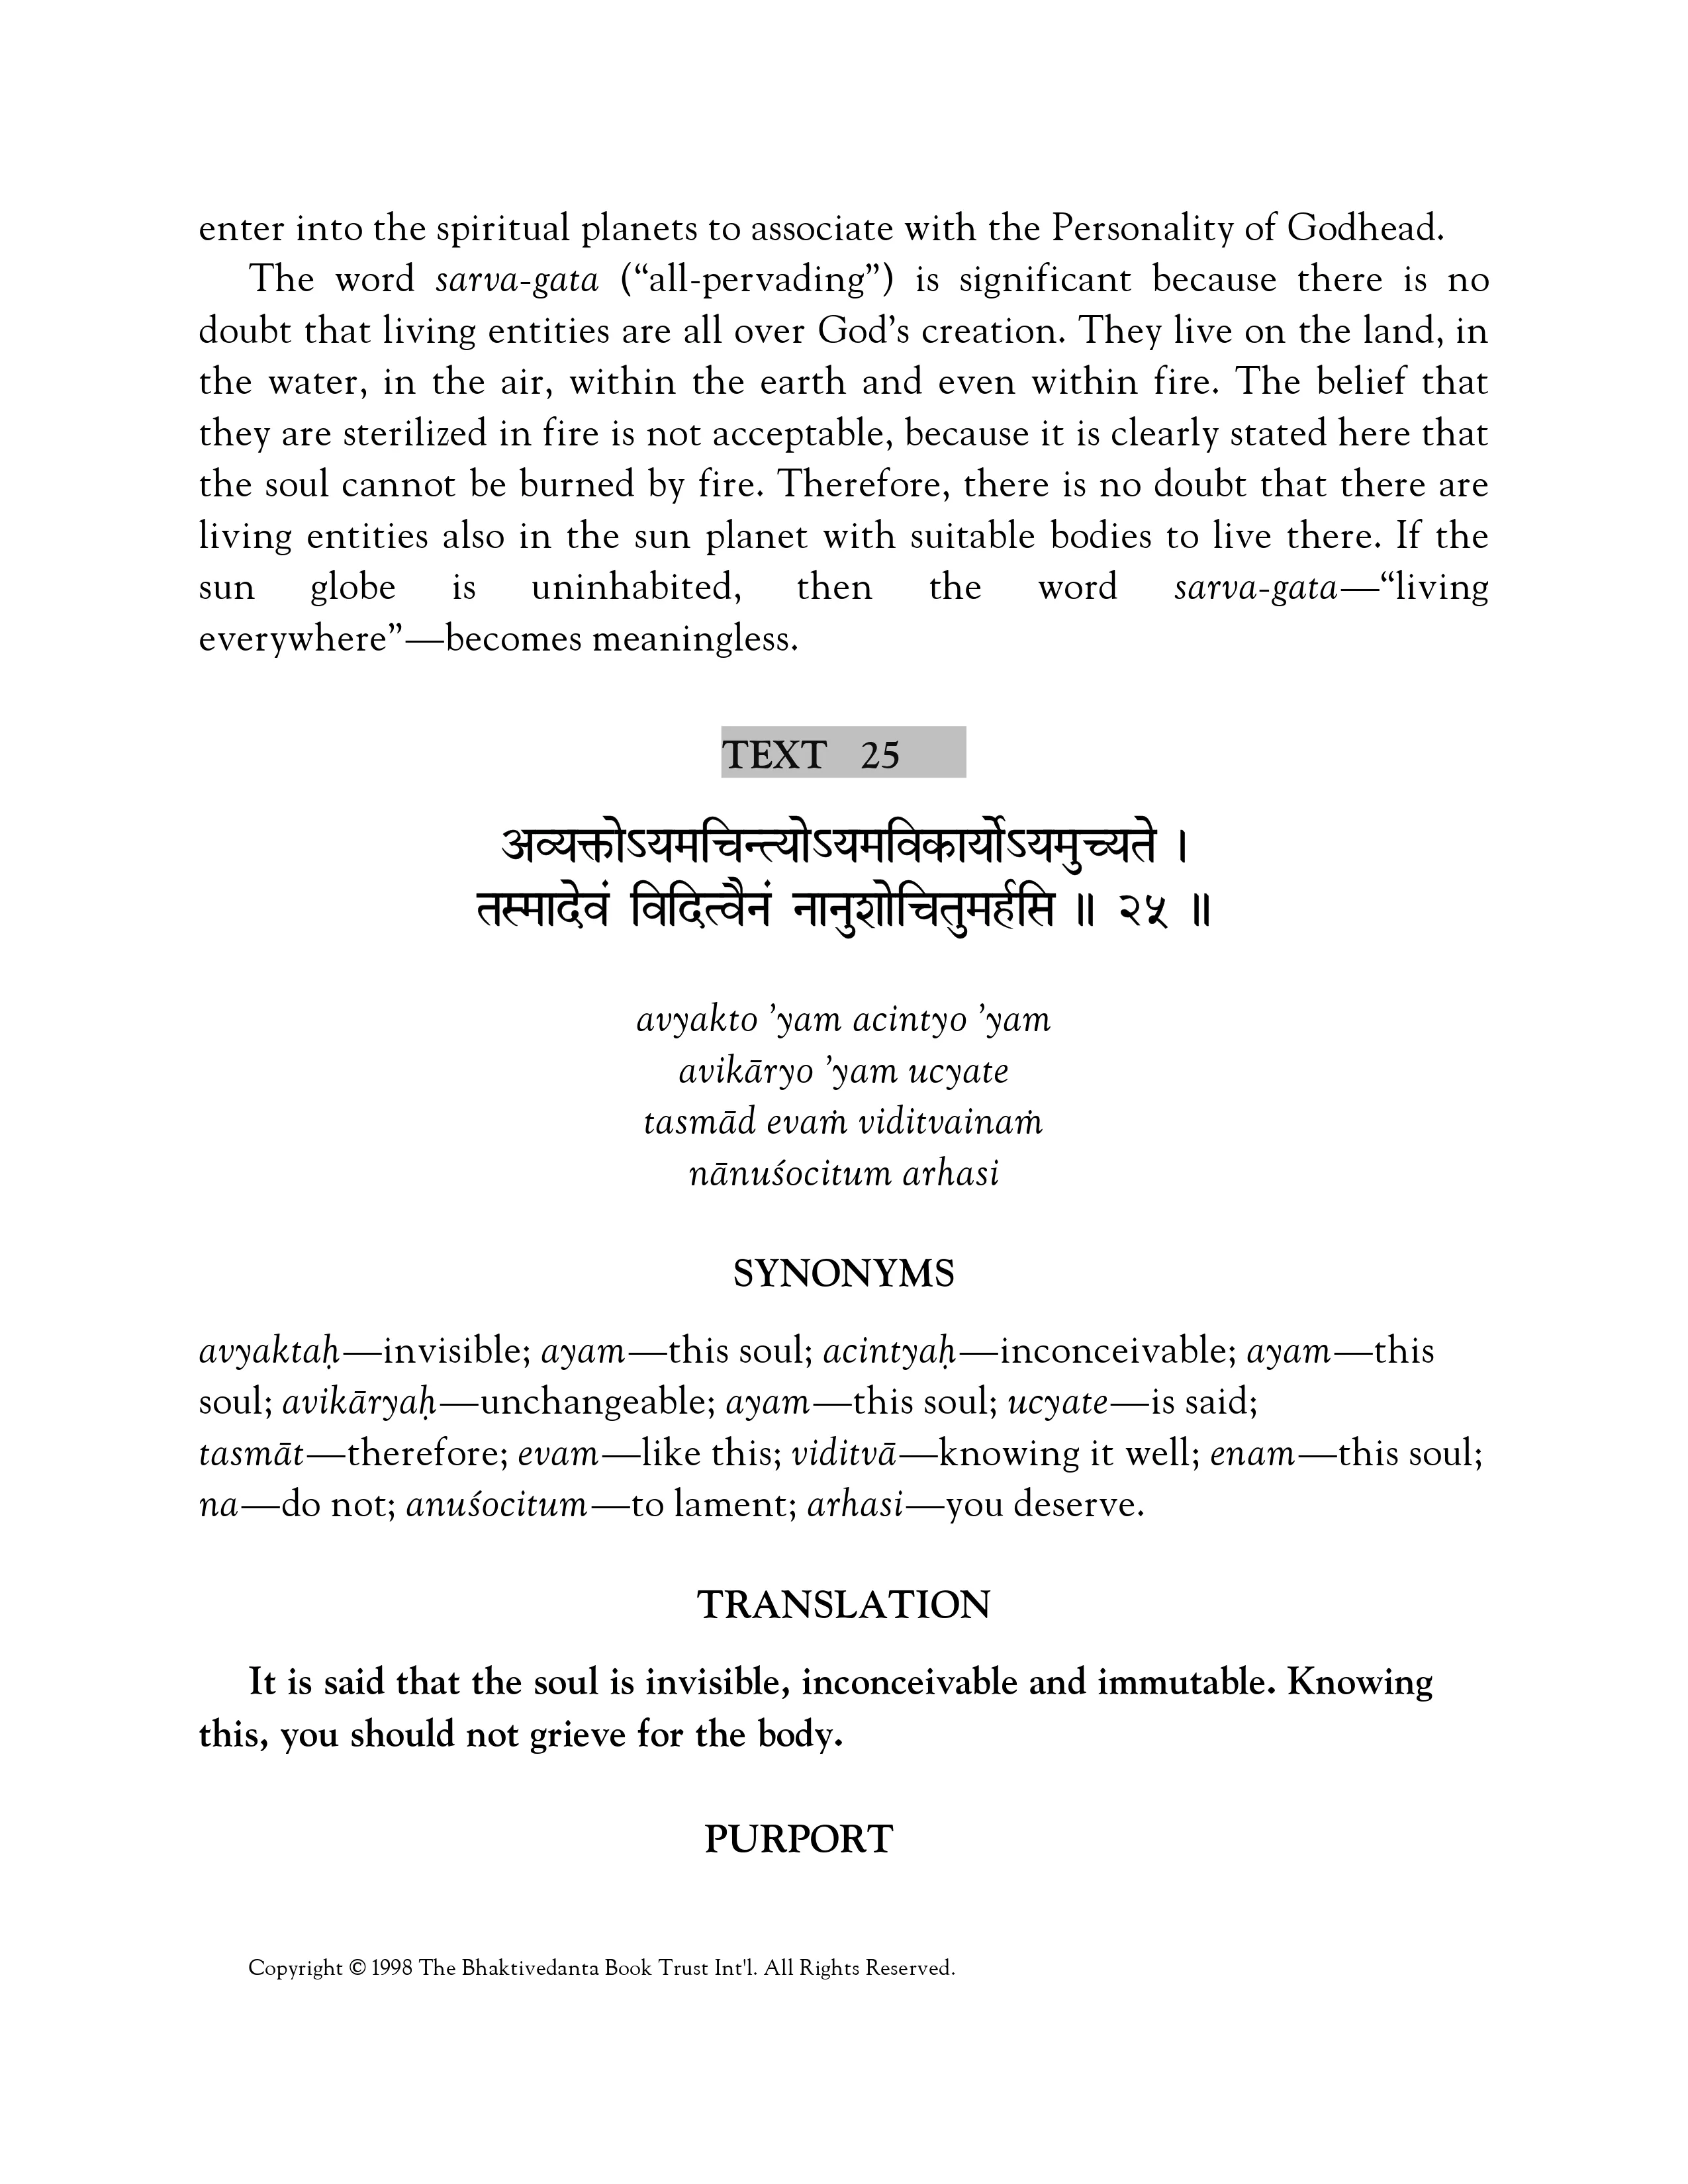 enter into the spiritual planets to associate with the Personality of Godhead.
The word sarva-gata (“all-pervading”) is significant because there is no
doubt that living entities are all over God’s creation. They live on the land, in
the water, in the air, within the earth and even within fire. The belief that
they are sterilized in fire is not acceptable, because it is clearly stated here that
the soul cannot be burned by fire. Therefore, there is no doubt that there are
living entities also in the sun planet with suitable bodies to live there. If the
sun globe is uninhabited, then the word sarva-gata—“living
everywhere”—becomes meaningless.
TEXT 25
अव्यक्तोऽयमचिन्त्योऽयमविकार्योऽयमुच्यते ।
तस्मादेवं विदित्वैनं नानुशोचितुमर्हसि ॥ २५ ॥
avyakto ’yam acintyo ’yam
avikāryo ’yam ucyate
tasmād evaṁ viditvainaṁ
nānuśocitum arhasi
SYNONYMS
avyaktaḥ—invisible; ayam—this soul; acintyaḥ—inconceivable; ayam—this
soul; avikāryaḥ—unchangeable; ayam—this soul; ucyate—is said;
tasmāt—therefore; evam—like this; viditvā—knowing it well; enam—this soul;
na—do not; anuśocitum—to lament; arhasi—you deserve.
TRANSLATION
It is said that the soul is invisible, inconceivable and immutable. Knowing
this, you should not grieve for the body.
PURPORT
Copyright © 1998 The Bhaktivedanta Book Trust Int'l. All Rights Reserved.